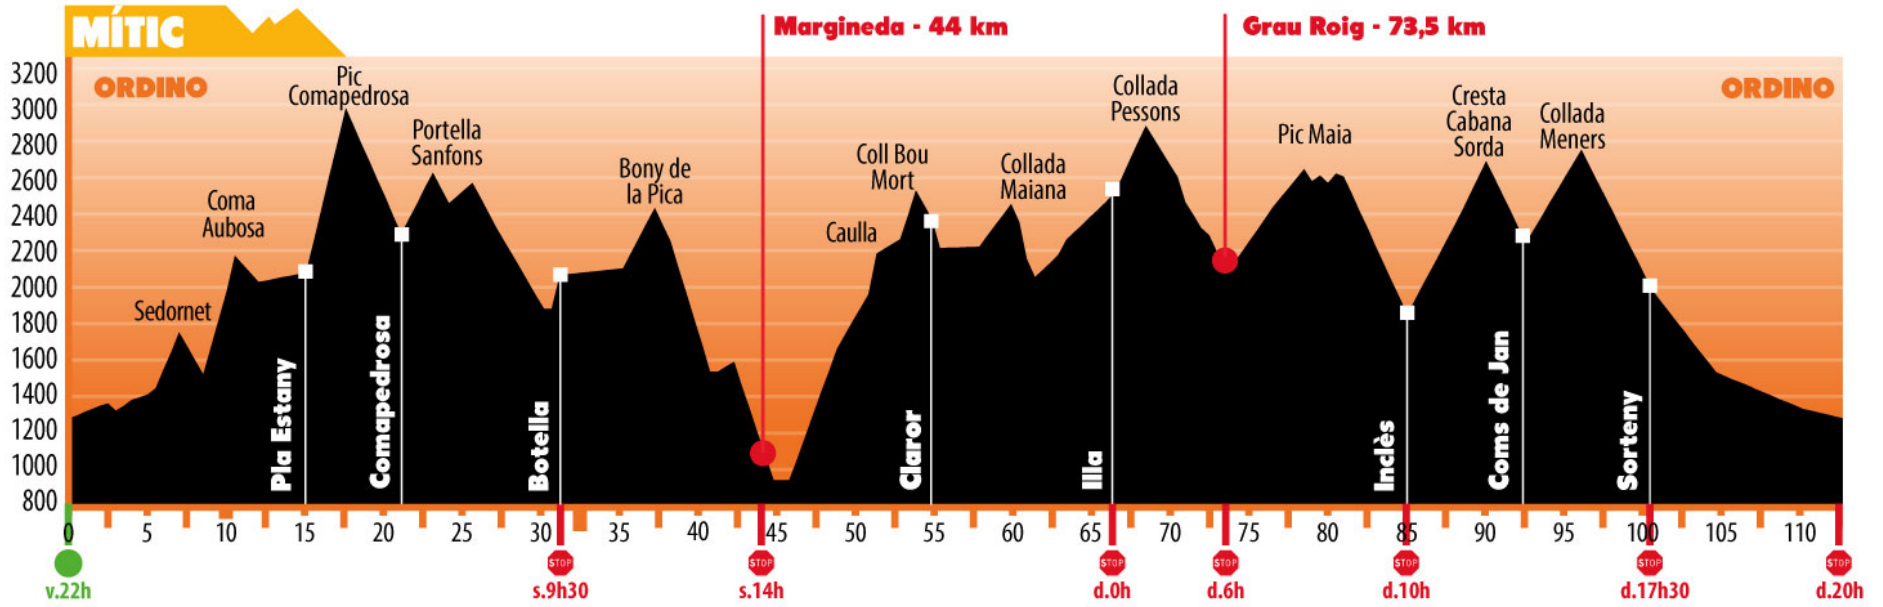 MÍTIC
Margineda - 44 km
Grau Roig - 73,5 km
ORDINO
ORDINO
3200
3000
2800
2600
2400
2200
2000
1800
1600
1400
1200
1000
800
Sedornet
Coma
Aubosa
Pic
Comapedrosa
Portella
Sanfons
Bony de
la Pica
Caulla
Coll Bou
Mort
Collada
Maiana
Collada
Pessons
Pic Maia
Cresta
Cabana
Sorda
Collada
Meners
Pla Estany
Comapedrosa
Botella
Claror
Illa
Inclès
Coms de Jan
Sorteny
0 5 10 15 20 25 30 35 40 45 50 55 60 65 70 75 80 85 90 95 100 105 110
STOP STOP STOP STOP STOP STOP STOP
v.22h s.9h30 s.14h d.0h d.6h d.10h d.17h30 d.20h